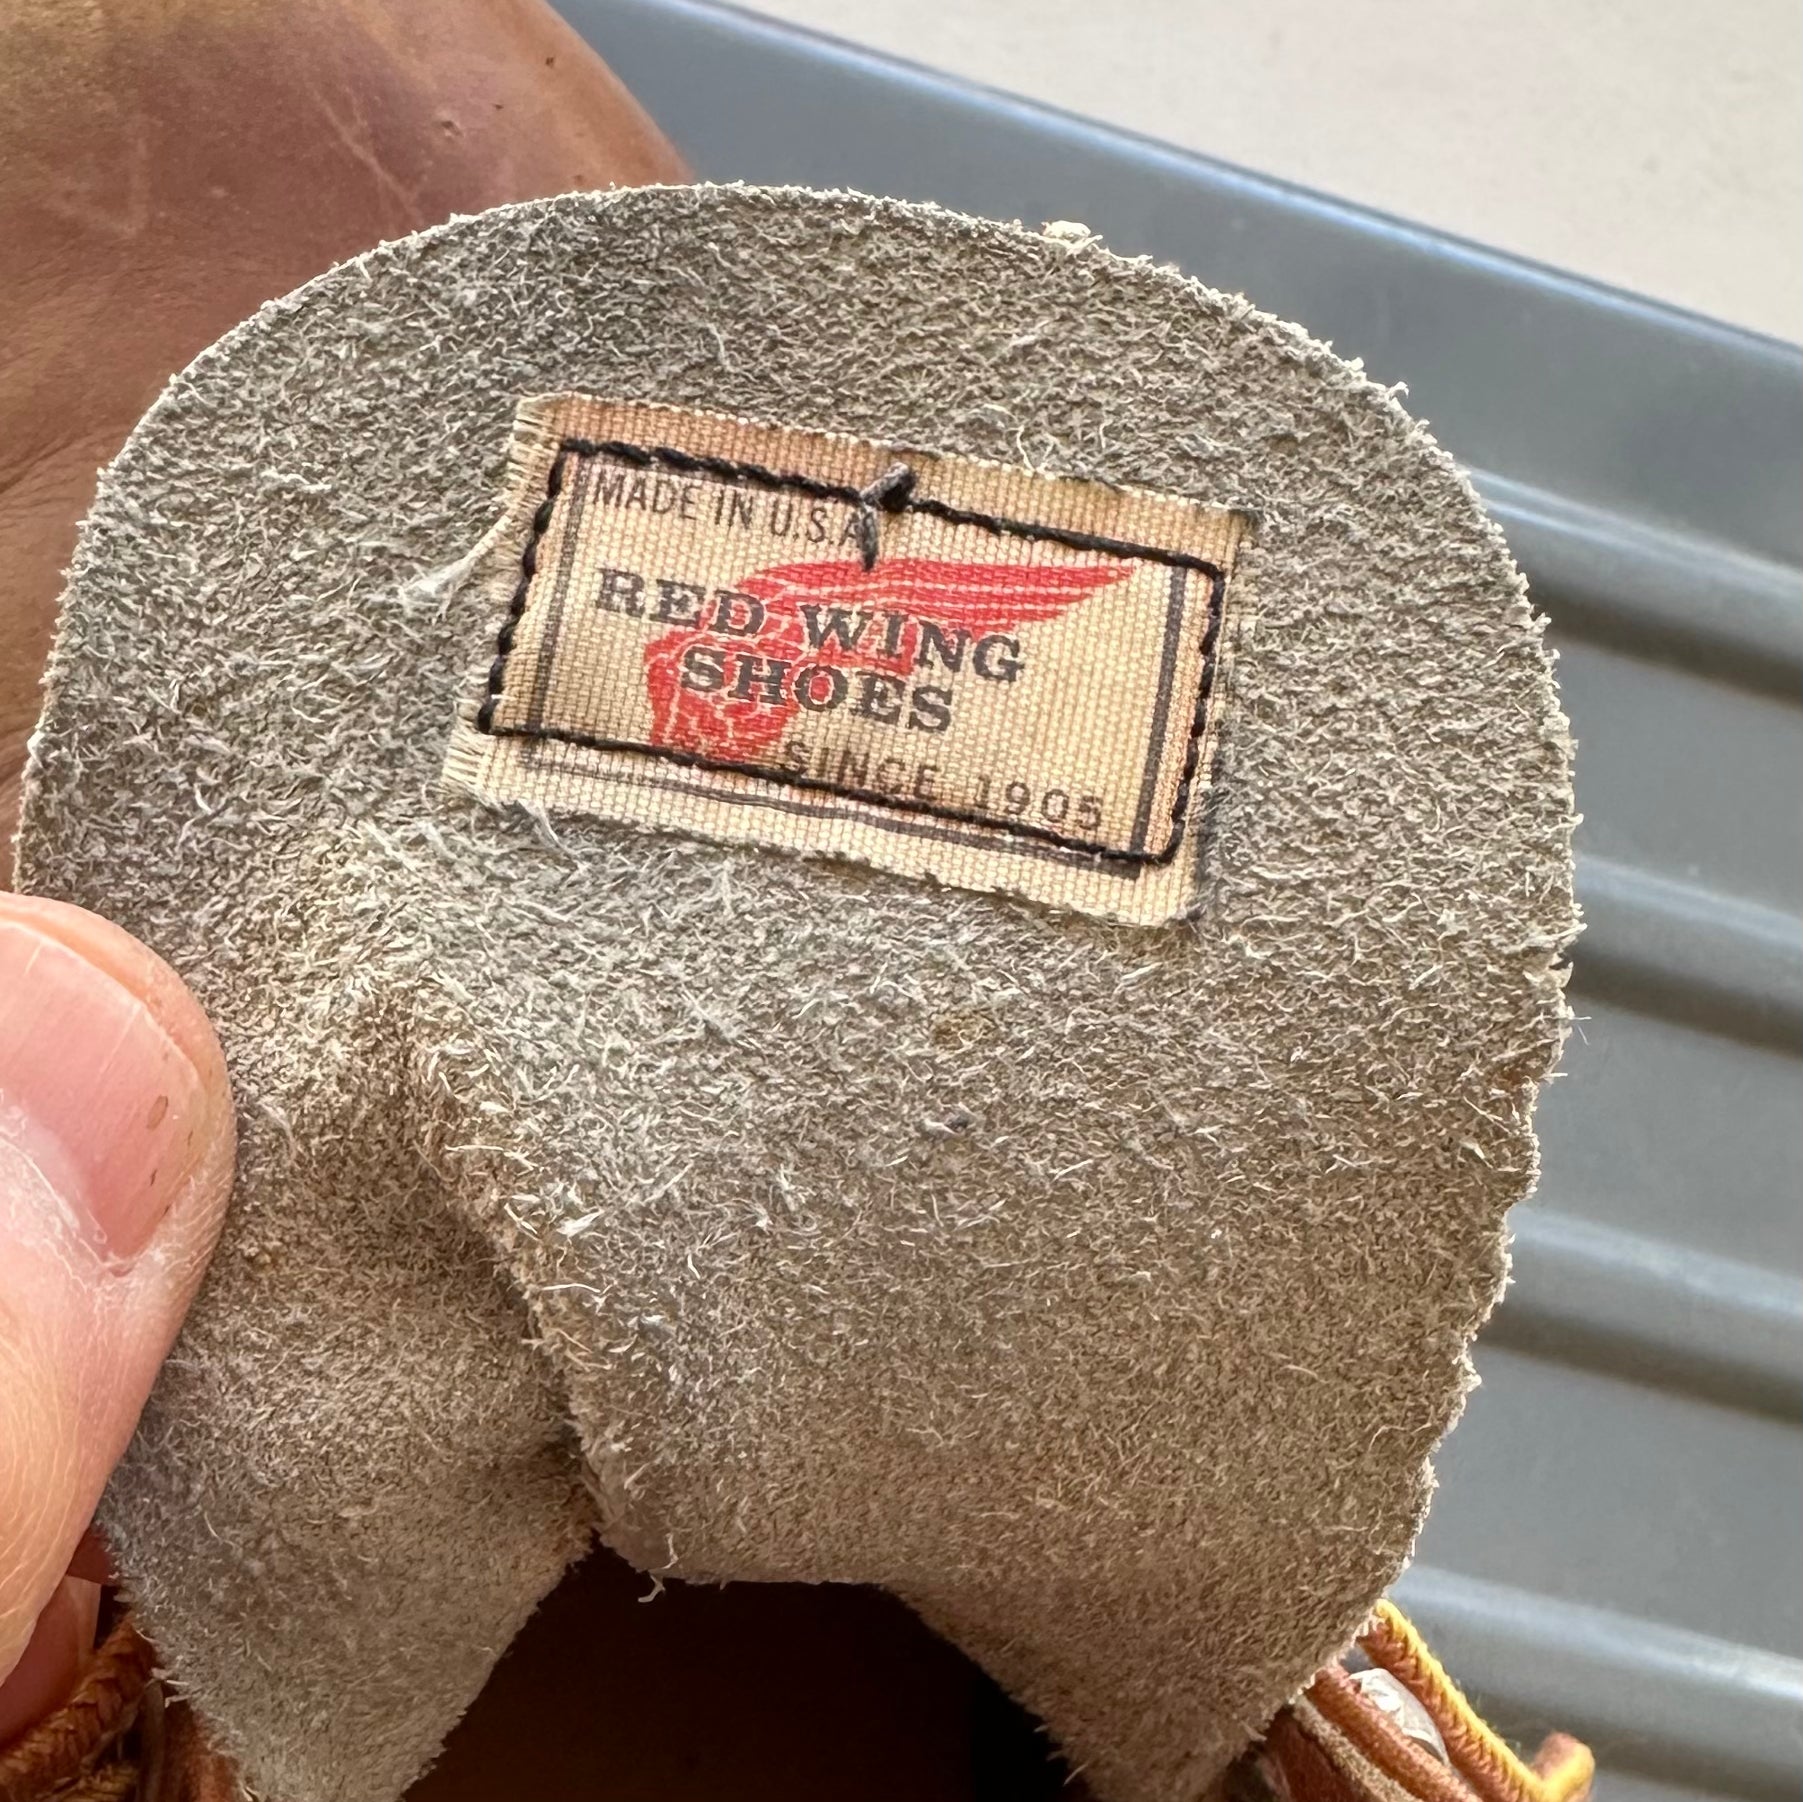 MADE IN U.S.A
RED WING
SHOES
SINCE 1905